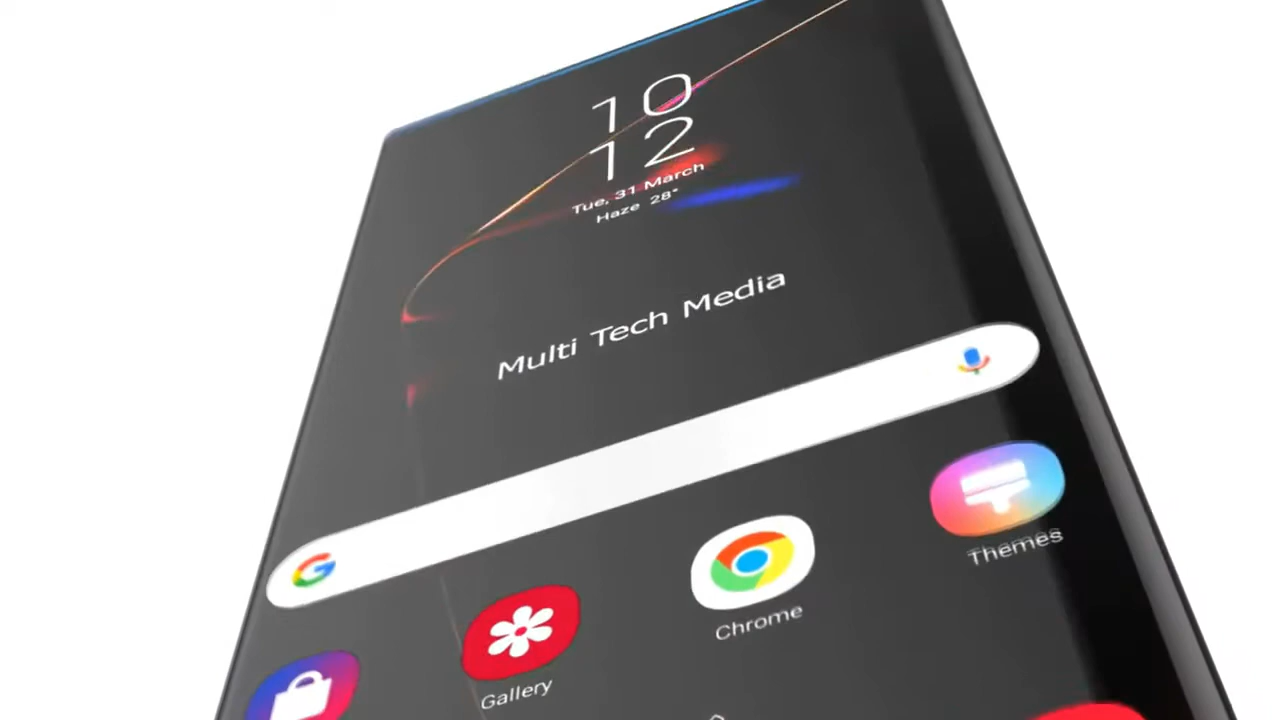 10
12
Tue, 31 March
Haze 28°
Multi Tech Media
Themes
Chrome
Gallery